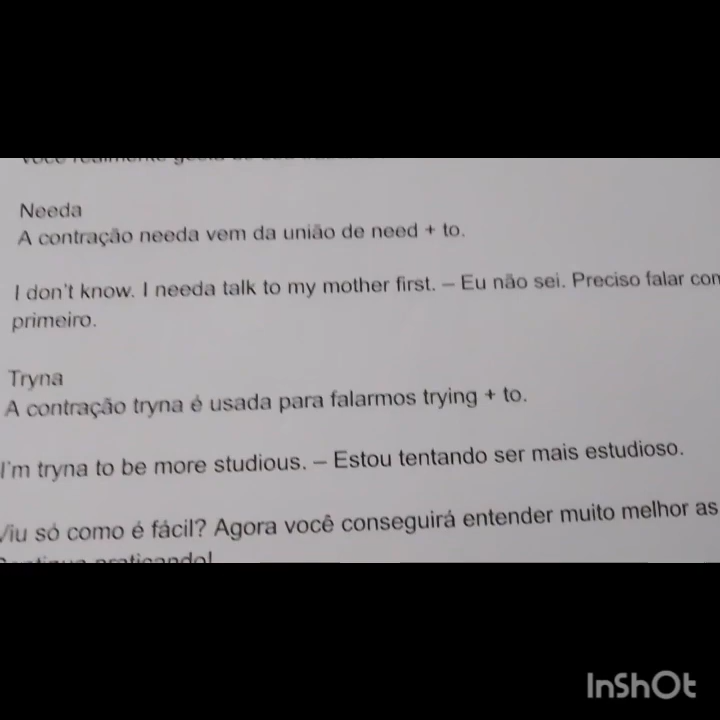 Needa
A contração needa vem da união de need + to.
I don't know. I needa talk to my mother first. – Eu não sei. Preciso falar com
primeiro.
Tryna
A contração tryna é usada para falarmos trying + to.
I'm tryna to be more studious. – Estou tentando ser mais estudioso.
Viu só como é fácil? Agora você conseguirá entender muito melhor as
praticando!
InShOt